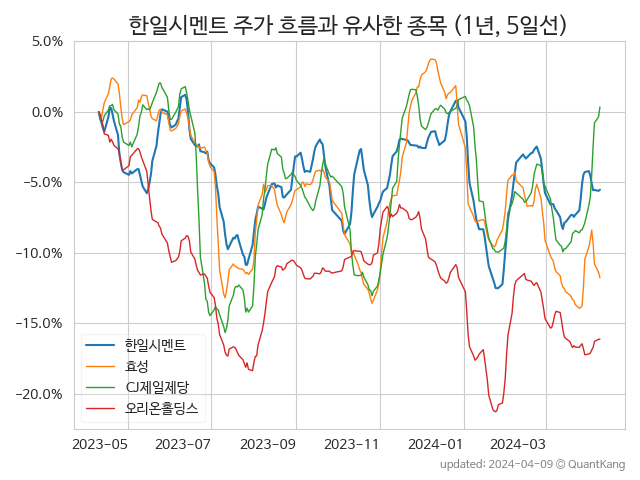 한일시멘트 주가 흐름과 유사한 종목 (1년, 5일선)
5.0%
0.0%
−5.0%
−10.0%
−15.0%
−20.0%
한일시멘트
효성
CJ제일제당
오리온홀딩스
2023-05 2023-07 2023-09 2023-11 2024-01 2024-03
updated: 2024-04-09 © QuantKang